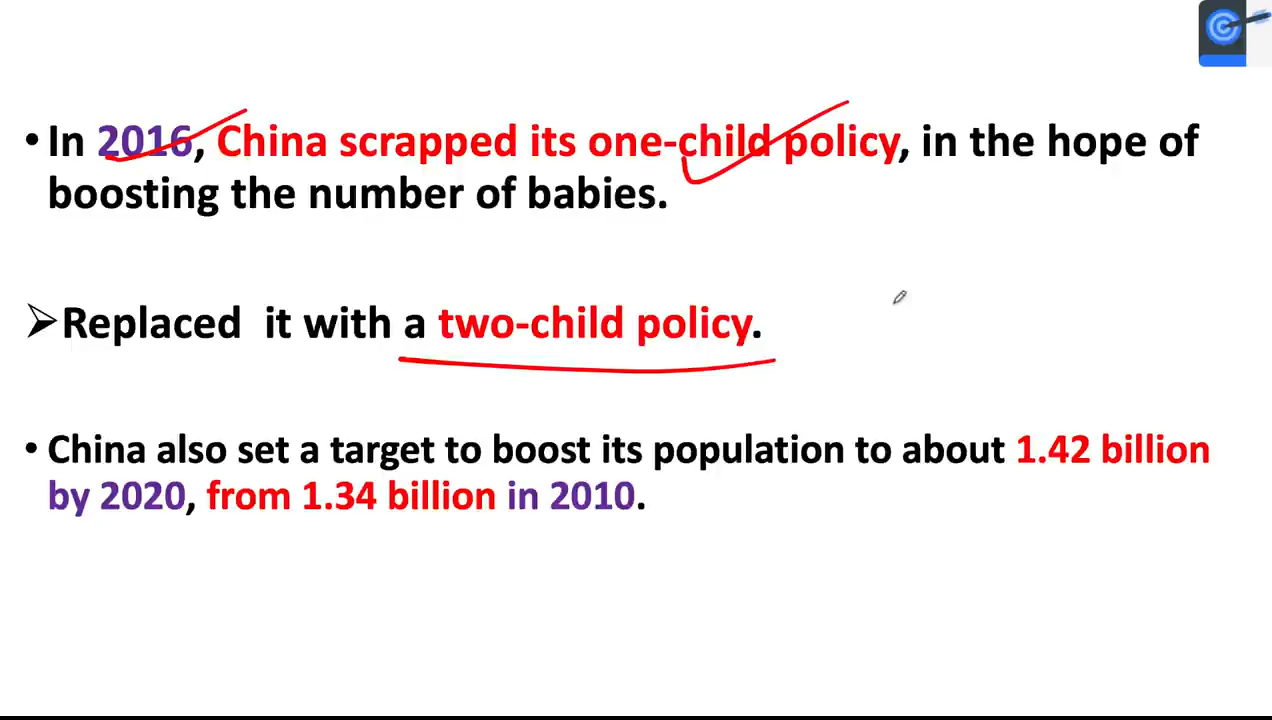 • In 2016, China scrapped its one-child policy, in the hope of
boosting the number of babies.
➢Replaced it with a two-child policy.
• China also set a target to boost its population to about 1.42 billion
by 2020, from 1.34 billion in 2010.